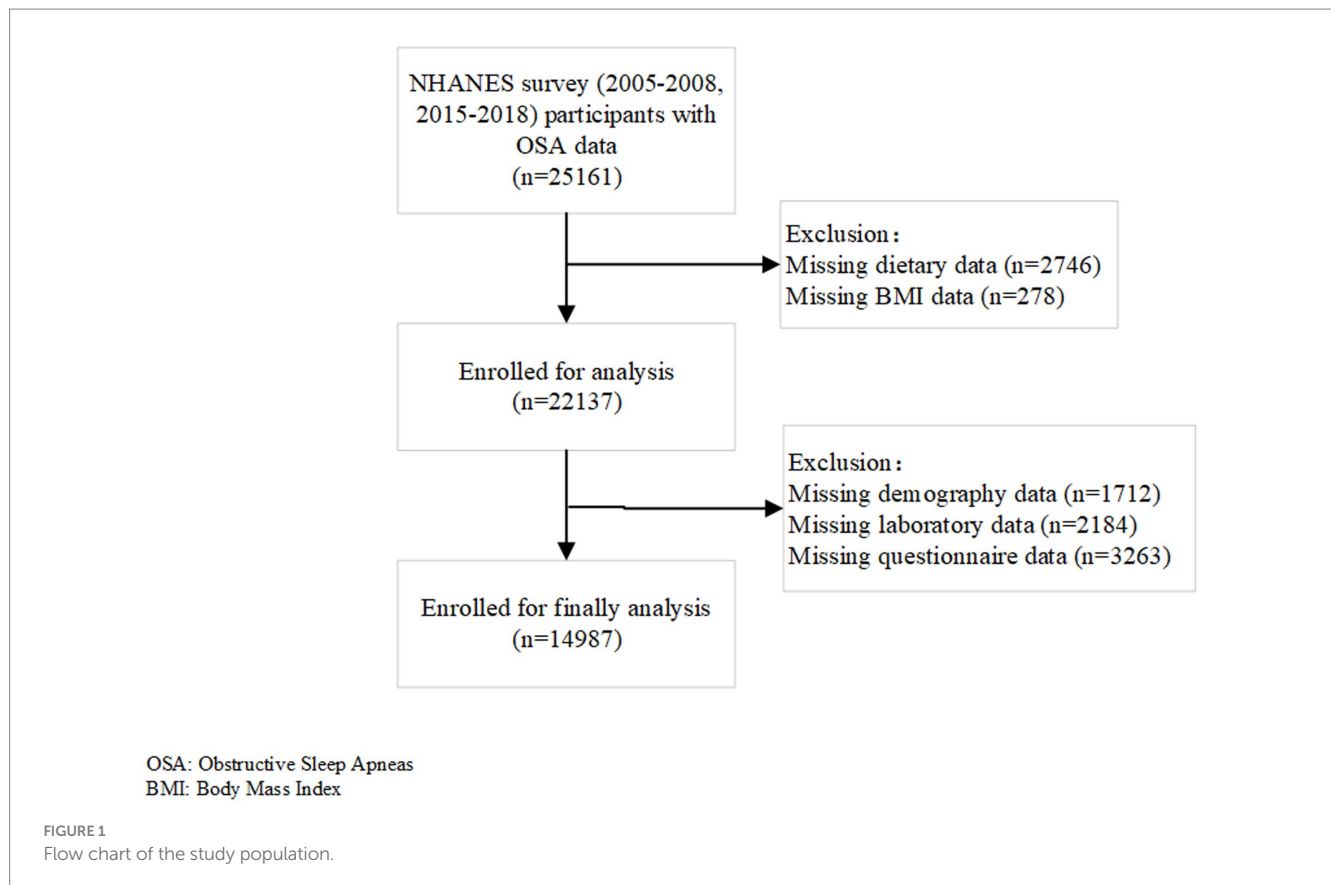 NHANES survey (2005-2008,
2015-2018) participants with
OSA data
(n=25161)
Exclusion：
Missing dietary data (n=2746)
Missing BMI data (n=278)
Enrolled for analysis
(n=22137)
Exclusion：
Missing demography data (n=1712)
Missing laboratory data (n=2184)
Missing questionnaire data (n=3263)
Enrolled for finally analysis
(n=14987)
OSA: Obstructive Sleep Apneas
BMI: Body Mass Index
FIGURE 1
Flow chart of the study population.